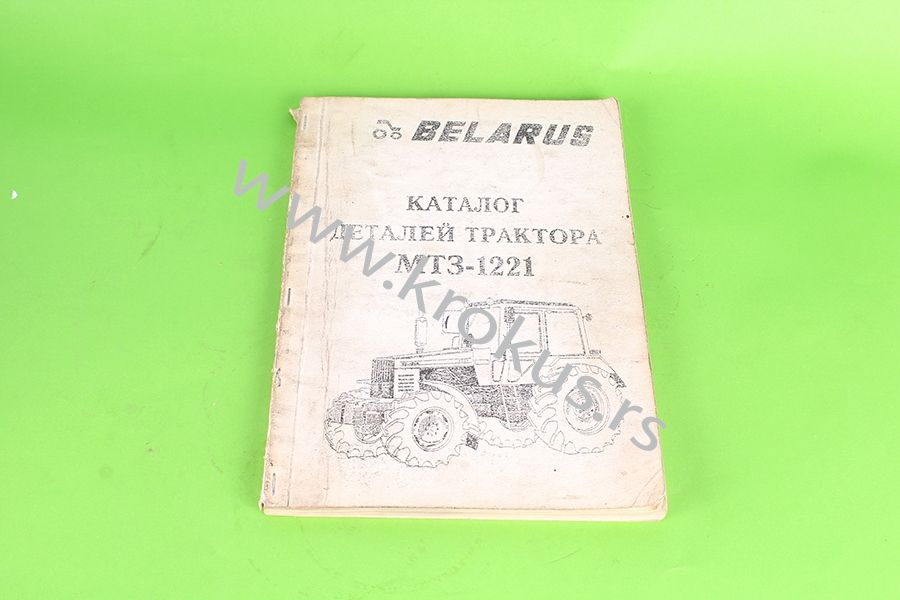 BELARUS
КАТАЛОГ
ДЕТАЛЕЙ ТРАКТОРА
МТЗ-1221
www.krokus.rs